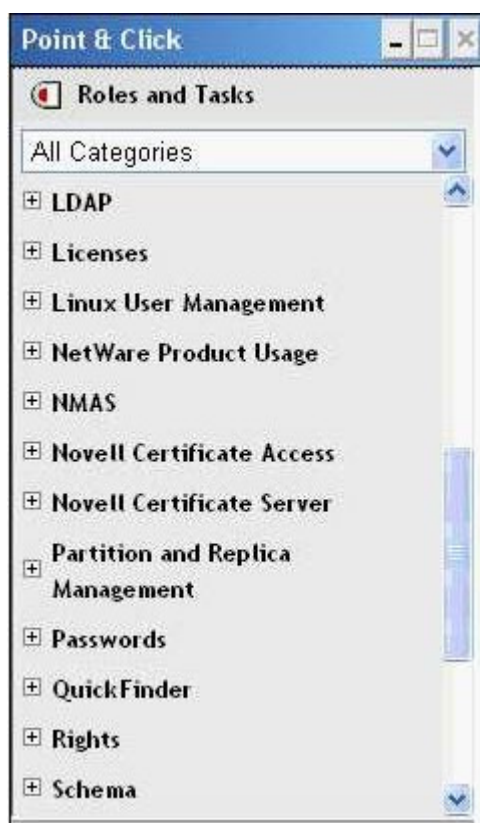 Point & Click
Roles and Tasks
All Categories
LDAP
Licenses
Linux User Management
NetWare Product Usage
NMAS
Novell Certificate Access
Novell Certificate Server
Partition and Replica
Management
Passwords
QuickFinder
Rights
Schema